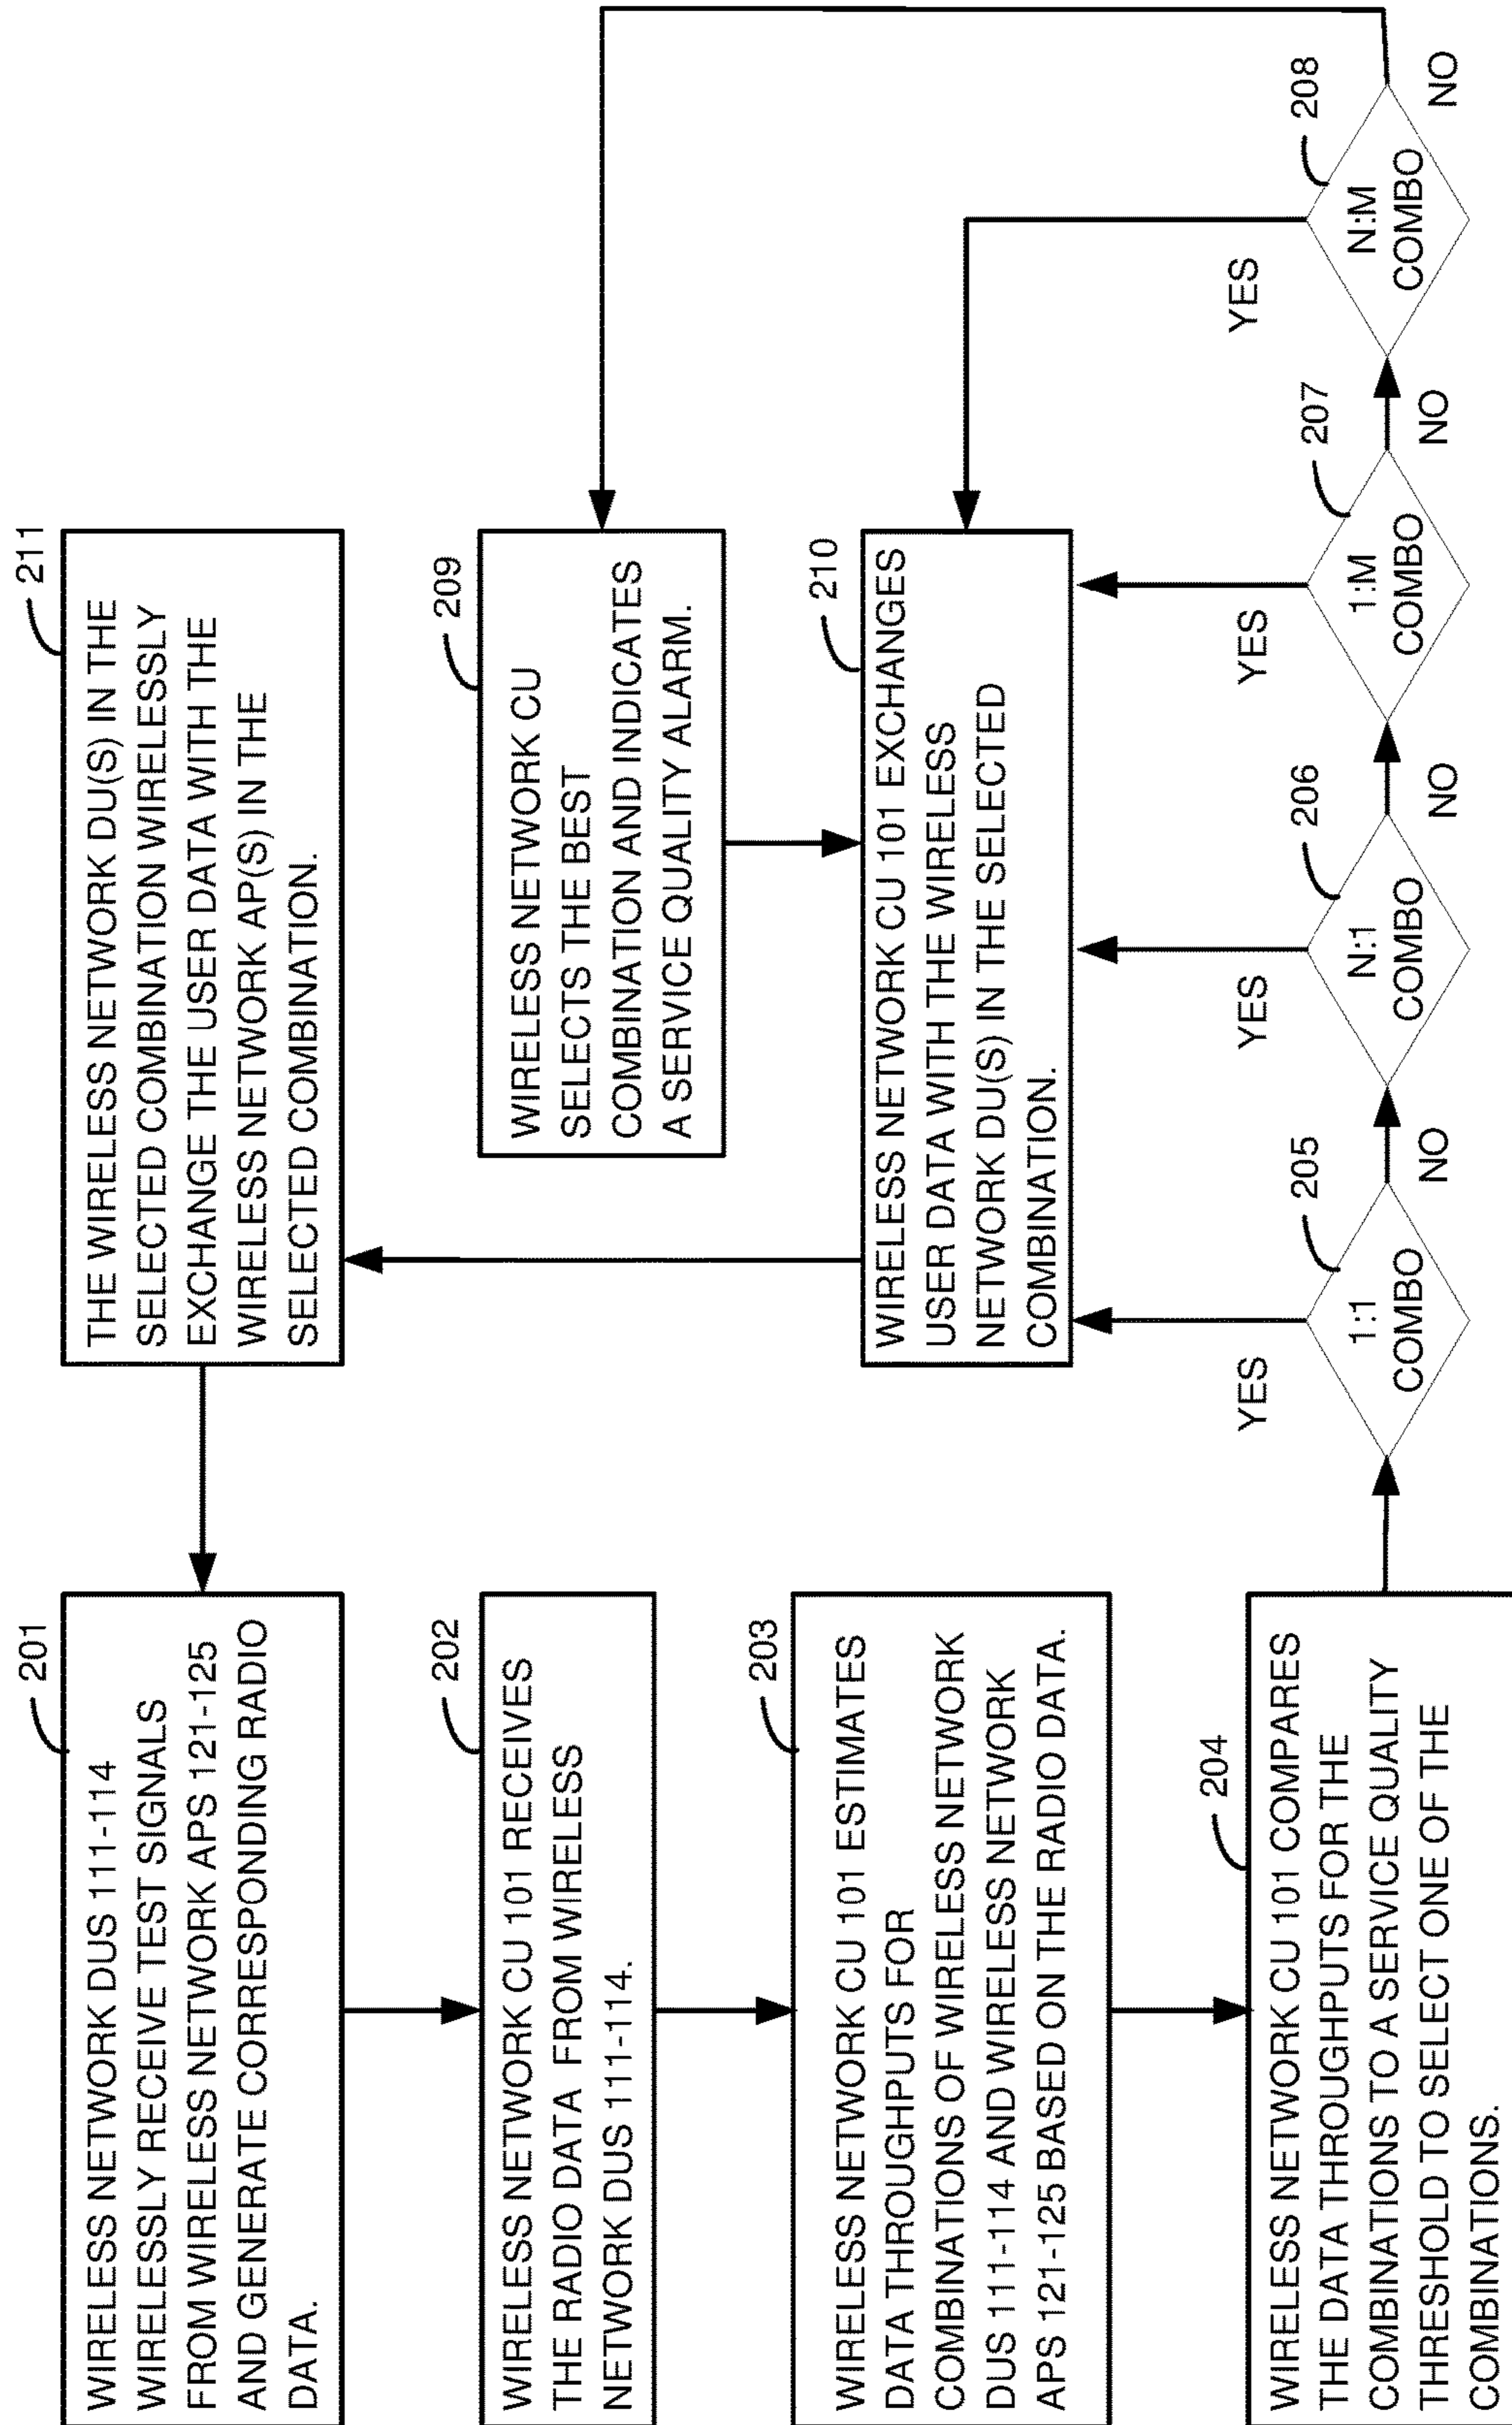 201
WIRELESS NETWORK DUS 111-114
WIRELESSLY RECEIVE TEST SIGNALS
FROM WIRELESS NETWORK APS 121-125
AND GENERATE CORRESPONDING RADIO
DATA.
202
WIRELESS NETWORK CU 101 RECEIVES
THE RADIO DATA FROM WIRELESS
NETWORK DUS 111-114.
203
WIRELESS NETWORK CU 101 ESTIMATES
DATA THROUGHPUTS FOR
COMBINATIONS OF WIRELESS NETWORK
DUS 111-114 AND WIRELESS NETWORK
APS 121-125 BASED ON THE RADIO DATA.
204
WIRELESS NETWORK CU 101 COMPARES
THE DATA THROUGHPUTS FOR THE
COMBINATIONS TO A SERVICE QUALITY
THRESHOLD TO SELECT ONE OF THE
COMBINATIONS.
205
1:1
COMBO
YES
NO
206
N:1
COMBO
YES
NO
207
1:M
COMBO
YES
NO
208
N:M
COMBO
YES
NO
209
WIRELESS NETWORK CU
SELECTS THE BEST
COMBINATION AND INDICATES
A SERVICE QUALITY ALARM.
210
WIRELESS NETWORK CU 101 EXCHANGES
USER DATA WITH THE WIRELESS
NETWORK DU(S) IN THE SELECTED
COMBINATION.
211
THE WIRELESS NETWORK DU(S) IN THE
SELECTED COMBINATION WIRELESSLY
EXCHANGE THE USER DATA WITH THE
WIRELESS NETWORK AP(S) IN THE
SELECTED COMBINATION.